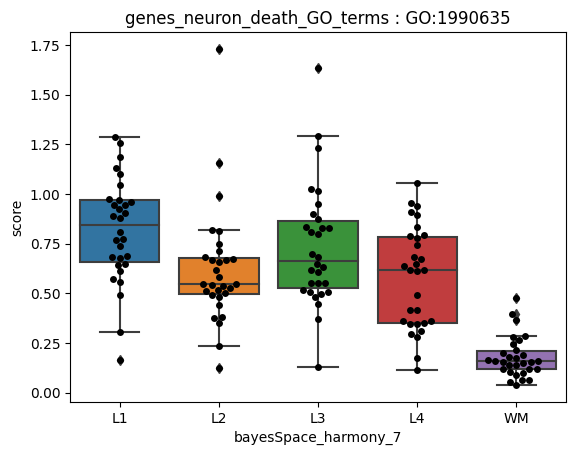 genes_neuron_death_GO_terms : GO:1990635
1.75
1.50
1.25
1.00
0.75
0.50
0.25
0.00
score
L1 L2 L3 L4 WM
bayesSpace_harmony_7